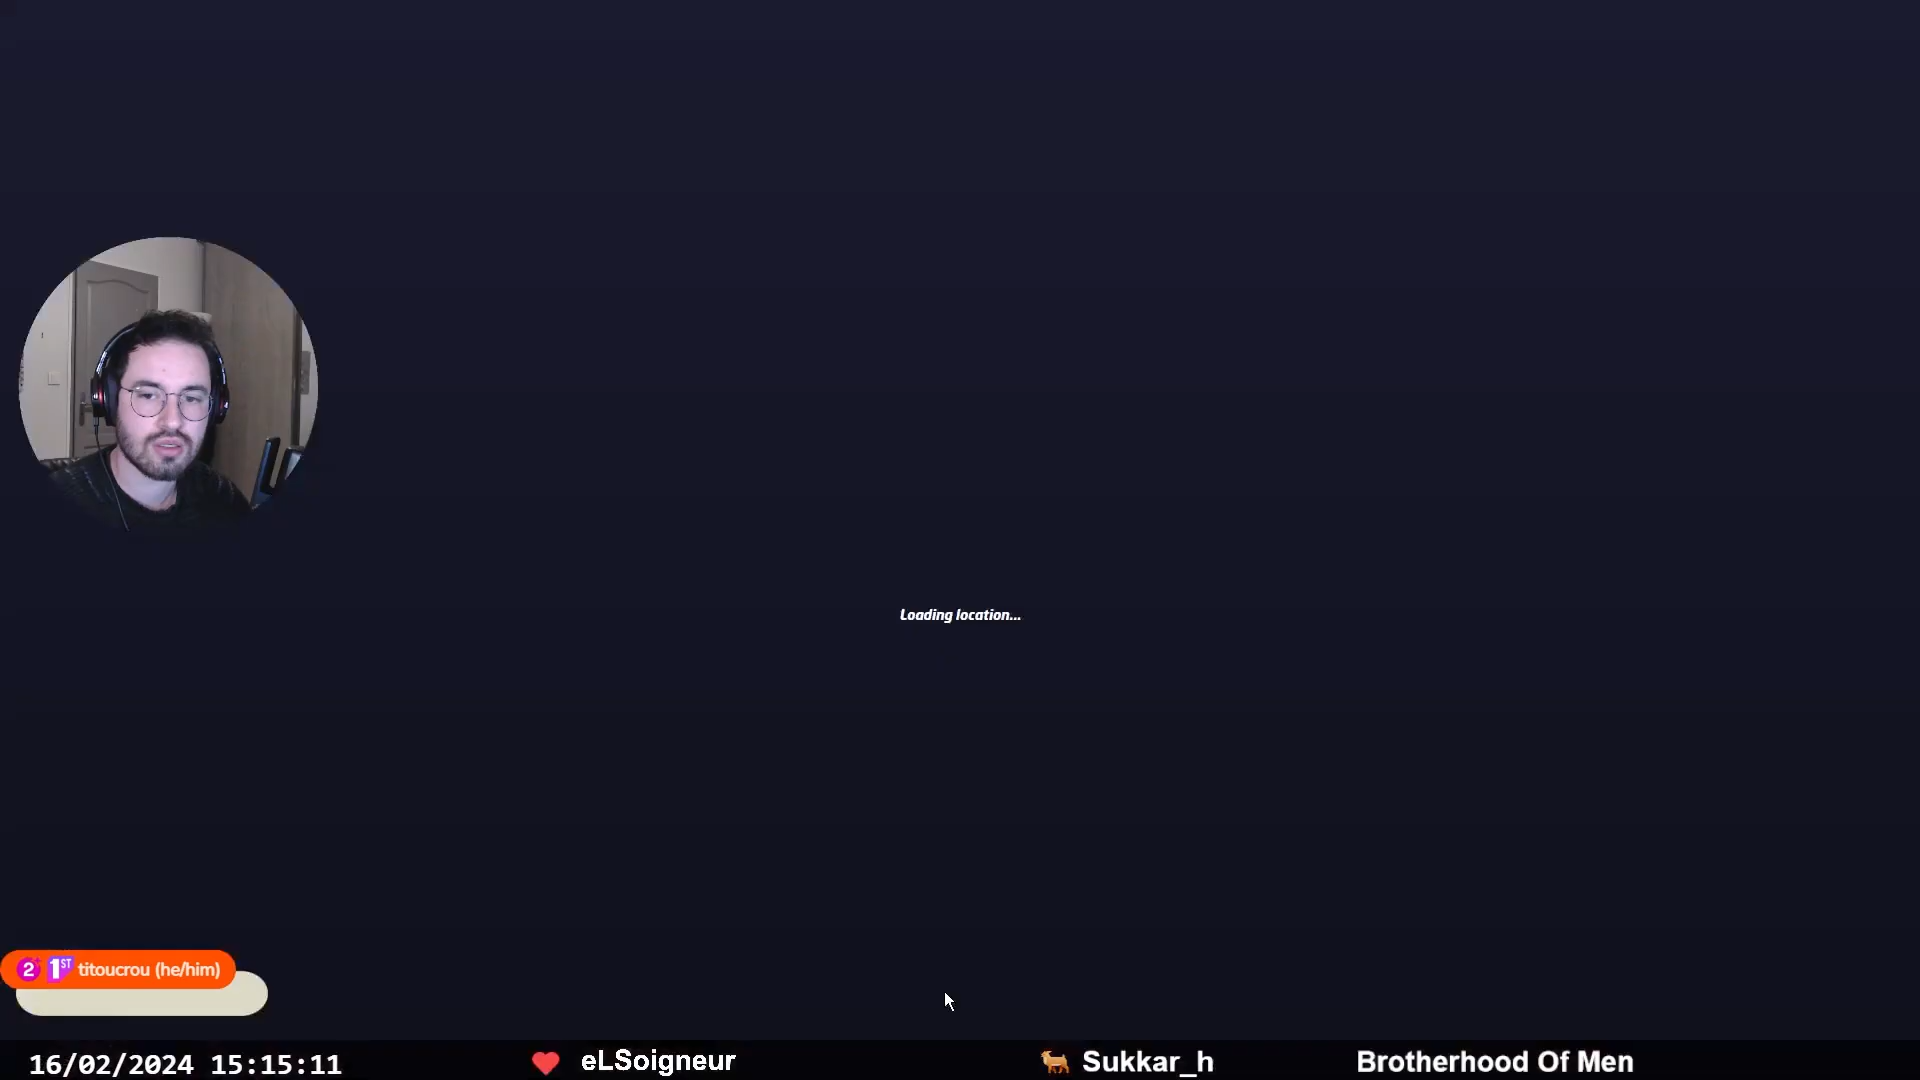 Loading location...
2 1ST titoucrou (he/him)
16/02/2024 15:15:11 eLSoigneur Sukkar_h Brotherhood Of Men